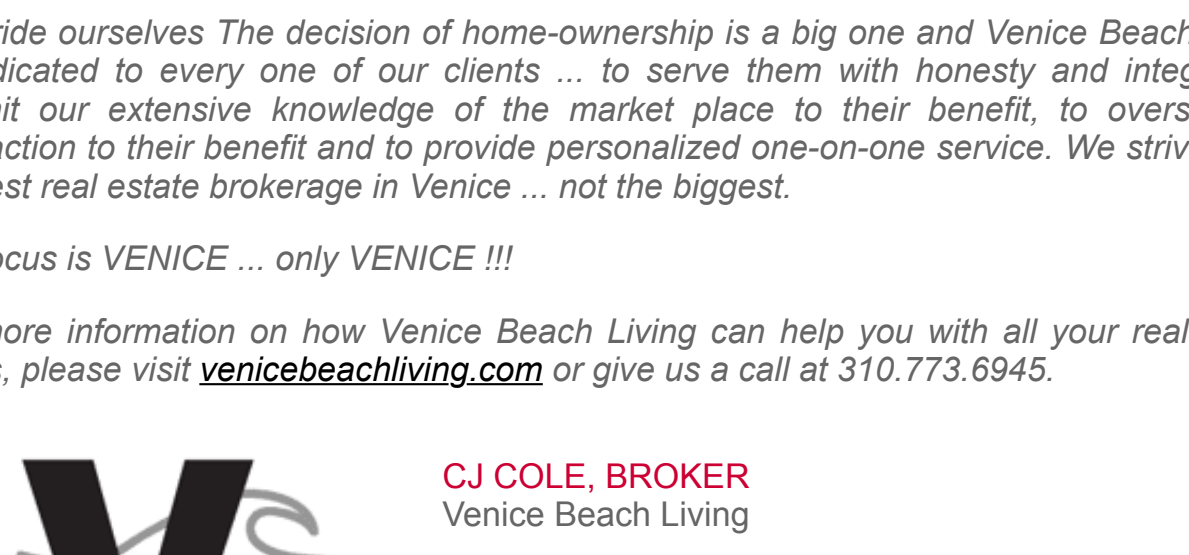 ride ourselves The decision of home-ownership is a big one and Venice Beach
dicated to every one of our clients ... to serve them with honesty and integ
it our extensive knowledge of the market place to their benefit, to overs
action to their benefit and to provide personalized one-on-one service. We striv
est real estate brokerage in Venice ... not the biggest.
ocus is VENICE ... only VENICE !!!
more information on how Venice Beach Living can help you with all your real
s, please visit venicebeachliving.com or give us a call at 310.773.6945.
CJ COLE, BROKER
Venice Beach Living